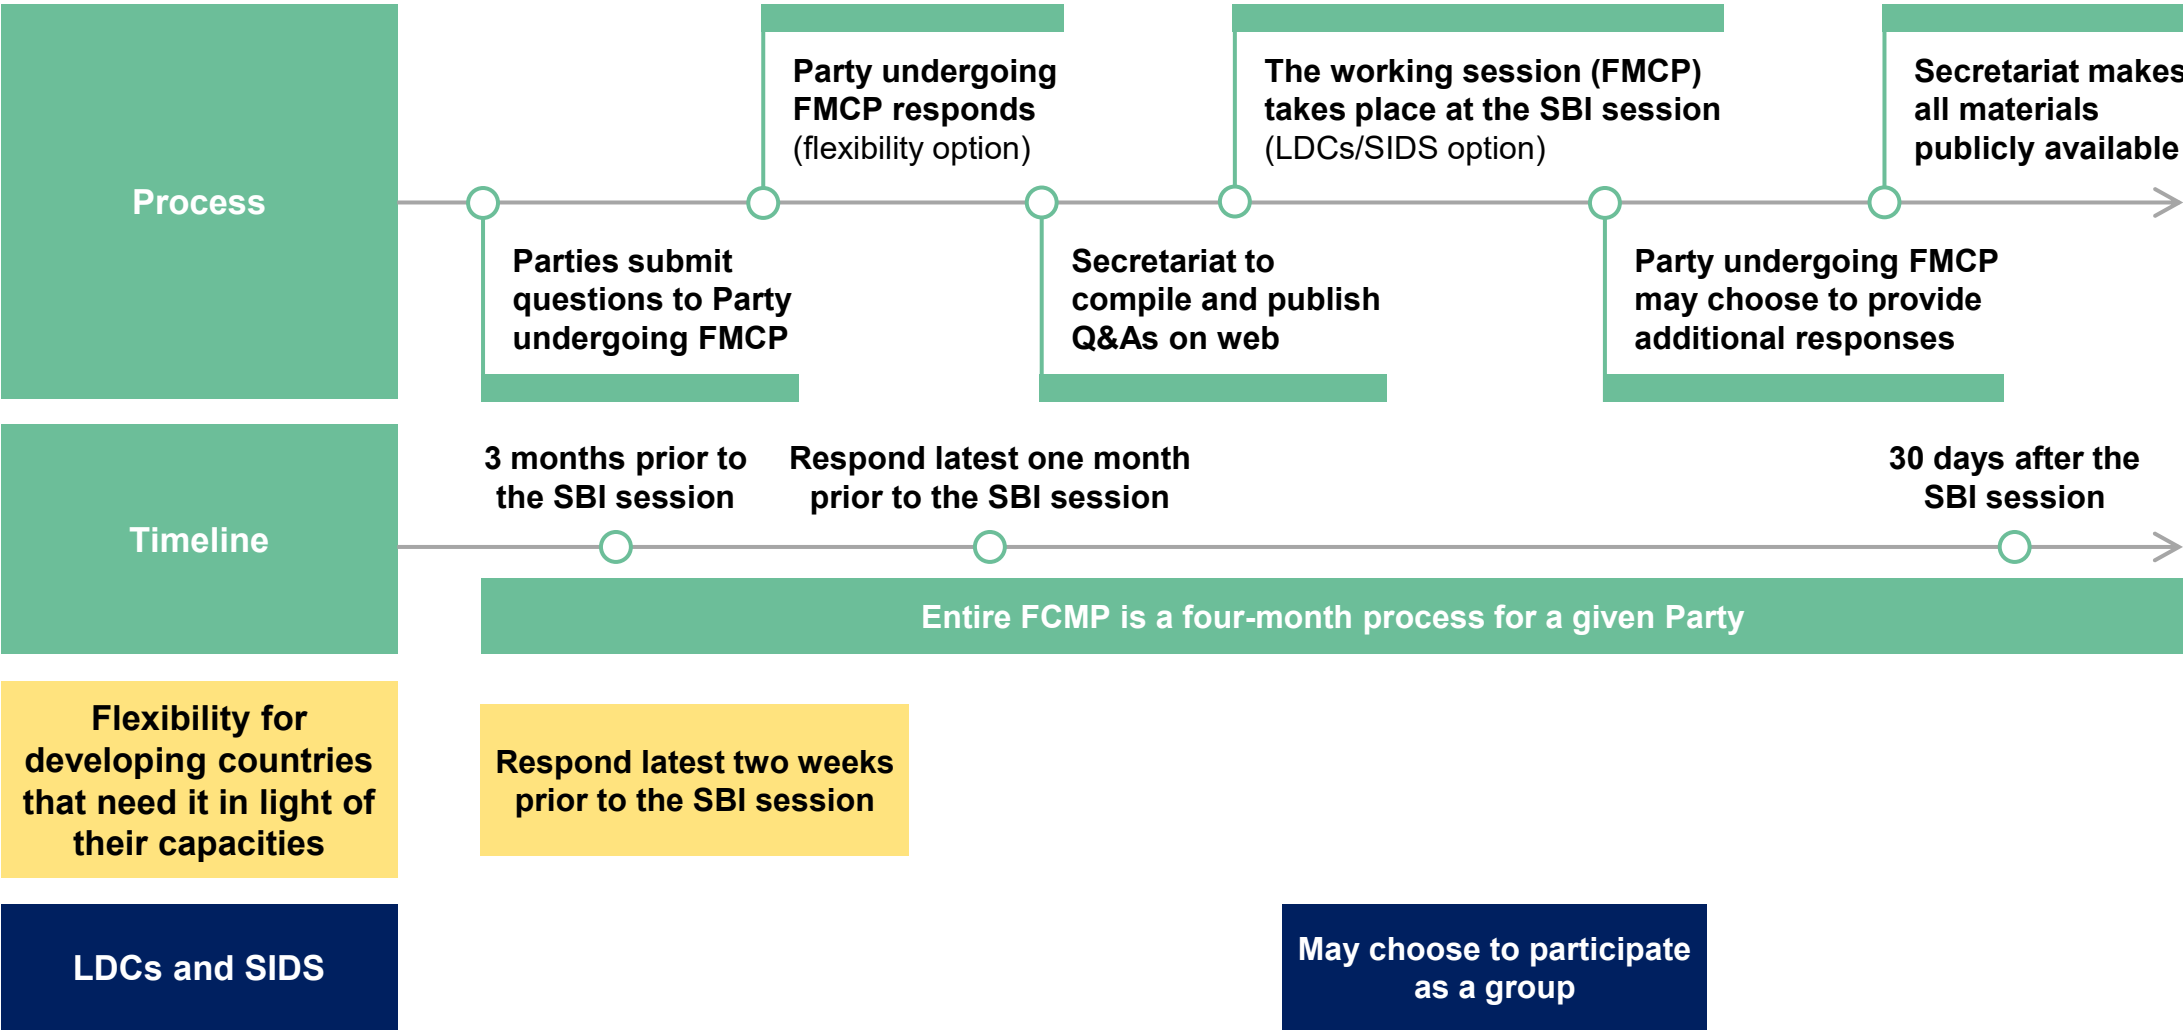 Process
Party undergoing
FMCP responds
(flexibility option)
The working session (FMCP)
takes place at the SBI session
(LDCs/SIDS option)
Secretariat makes
all materials
publicly available
Parties submit
questions to Party
undergoing FMCP
Secretariat to
compile and publish
Q&As on web
Party undergoing FMCP
may choose to provide
additional responses
Timeline
3 months prior to
the SBI session
Respond latest one month
prior to the SBI session
30 days after the
SBI session
Entire FCMP is a four-month process for a given Party
Flexibility for
developing countries
that need it in light of
their capacities
Respond latest two weeks
prior to the SBI session
LDCs and SIDS
May choose to participate
as a group